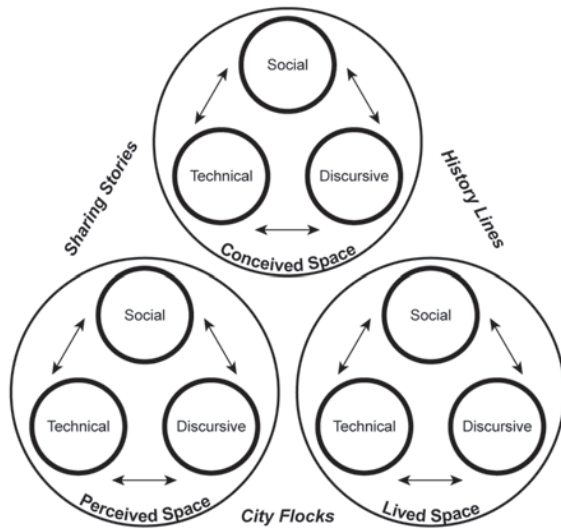 Social
Technical
Discursive
Conceived Space
Sharing Stories
History Lines
Social
Technical
Discursive
Perceived Space
Social
Technical
Discursive
Lived Space
City Flocks